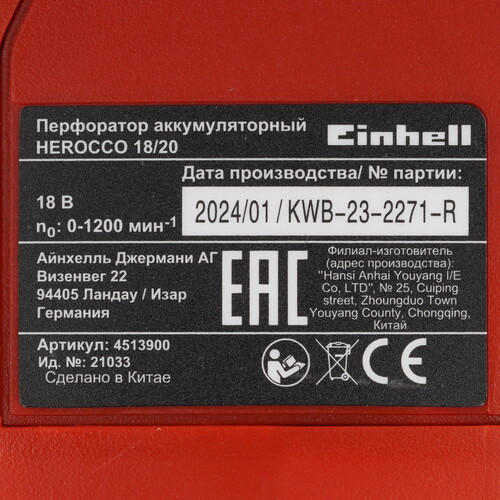 Перфоратор аккумуляторный
HEROCCO 18/20
Einhell
Дата производства/ № партии:
18 В
n₀: 0-1200 мин⁻¹
2024/01 / KWB-23-2271-R
Айнхелль Джермани АГ
Визенвег 22
94405 Ландау / Изар
Германия
EAC
Филиал-изготовитель
(адрес производства):
"Hansi Anhai Youyang I/E
Co, LTD", № 25, Cuiping
street, Zhoungduo Town
Youyang County, Chongqing,
Китай
Артикул: 4513900
Ид. №: 21033
Сделано в Китае
CE